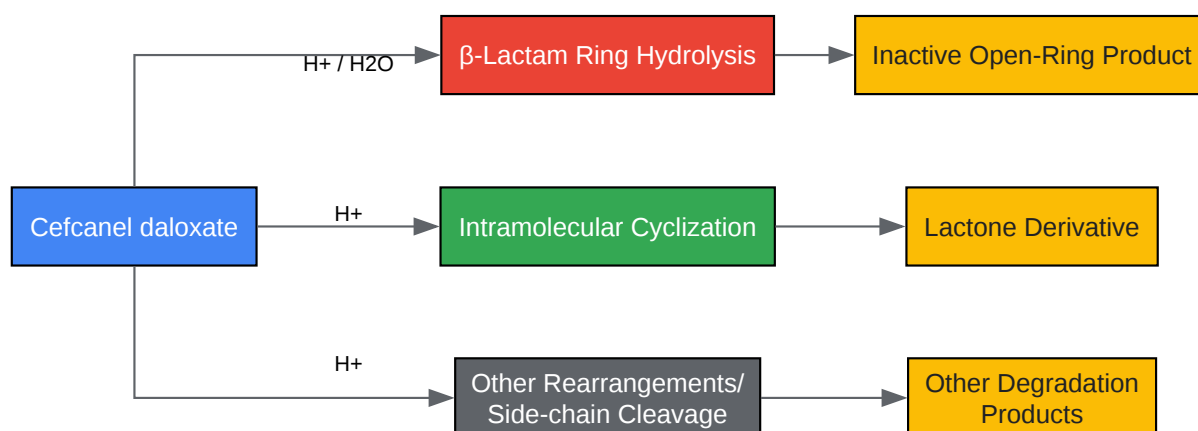 H+ / H2O
β-Lactam Ring Hydrolysis
Inactive Open-Ring Product
Cefcanel daloxate
H+
Intramolecular Cyclization
Lactone Derivative
H+
Other Rearrangements/
Side-chain Cleavage
Other Degradation
Products